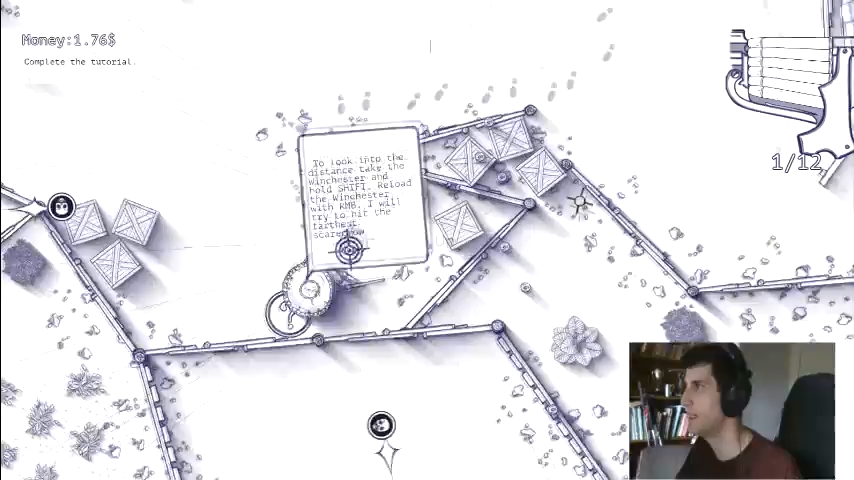 Money:1.76$
Complete the tutorial.
To look into the
distance take the
Winchester and
hold SHIFT. Reload
the Winchester
with RMB. I will
try to hit the
farthest
scarecrow
1/12